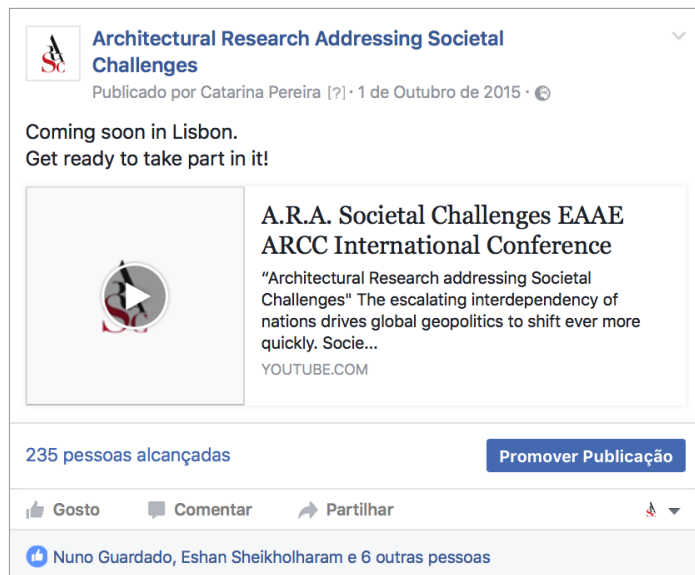 Architectural Research Addressing Societal
Challenges
Publicado por Catarina Pereira [?] · 1 de Outubro de 2015 ·
Coming soon in Lisbon.
Get ready to take part in it!
A.R.A. Societal Challenges EAAE
ARCC International Conference
“Architectural Research addressing Societal
Challenges" The escalating interdependency of
nations drives global geopolitics to shift ever more
quickly. Socie...
YOUTUBE.COM
235 pessoas alcançadas
Promover Publicação
Gosto Comentar Partilhar
Nuno Guardado, Eshan Sheikholharam e 6 outras pessoas